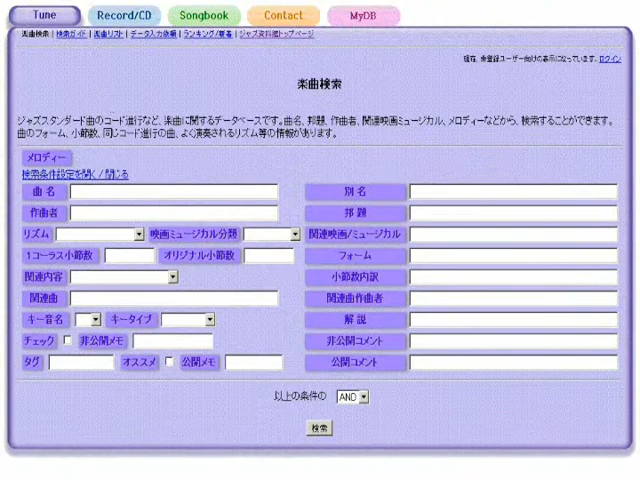 Tune Record/CD Songbook Contact MyDB
楽曲検索 | 検索ガイド | 楽曲リスト | データ入力依頼 | ランキング/新着 | ジャズ資料館トップページ
現在、未登録ユーザー向けの表示になっています。ログイン
楽曲検索
ジャズスタンダード曲のコード進行など、楽曲に関するデータベースです。曲名、邦題、作曲者、関連映画ミュージカル、メロディーなどから、検索することができます。
曲のフォーム、小節数、同じコード進行の曲、よく演奏されるリズム等の情報があります。
メロディー
検索条件設定を開く / 閉じる
曲 名 別 名
作曲者 邦 題
リズム 映画ミュージカル分類 関連映画/ミュージカル
1コーラス小節数 オリジナル小節数 フォーム
関連内容 小節数内訳
関連曲 関連曲作曲者
キー音名 キータイプ 解 説
チェック 非公開メモ 非公開コメント
タグ オススメ 公開メモ 公開コメント
以上の条件の AND
検索